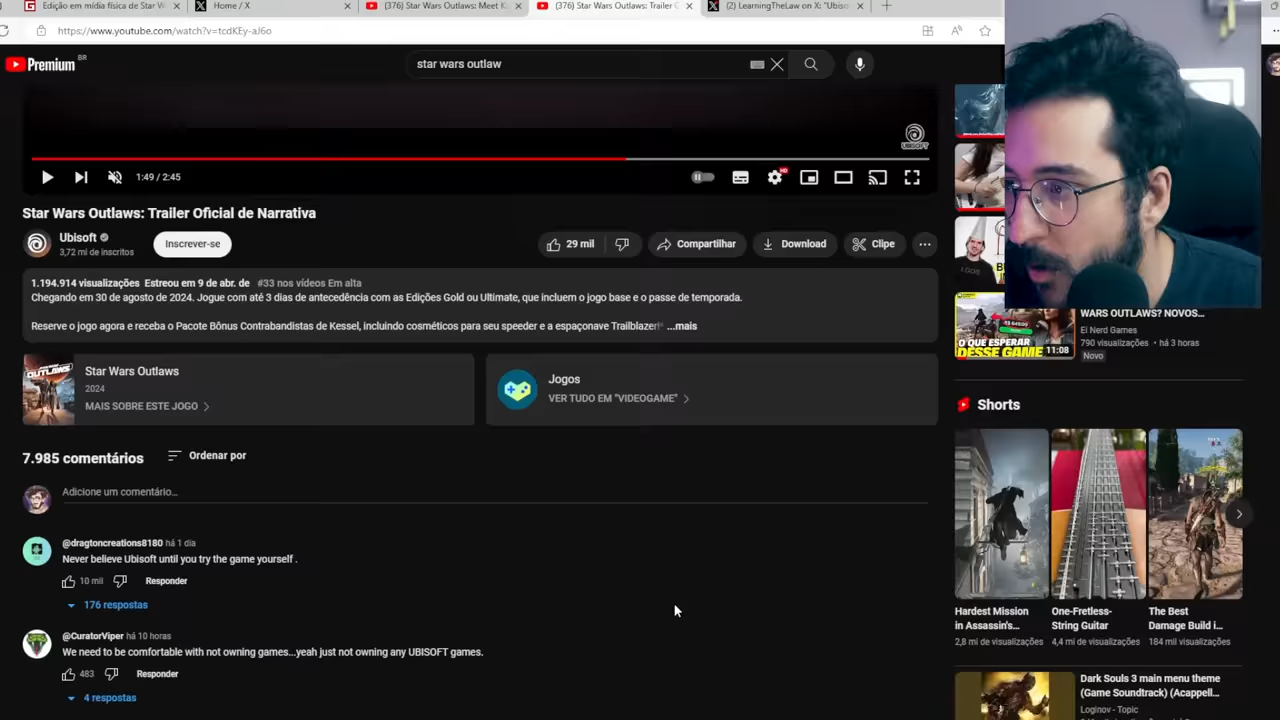 Edição em mídia física de Star W
Home / X
(376) Star Wars Outlaws: Meet K
(376) Star Wars Outlaws: Trailer O
(2) LearningTheLaw on X: "Ubiso
https://www.youtube.com/watch?v=tcdKEy-aJ6o
Premium BR
star wars outlaw
UBISOFT
1:49 / 2:45
HD
Star Wars Outlaws: Trailer Oficial de Narrativa
Ubisoft
3,72 mi de inscritos
Inscrever-se
29 mil
Compartilhar
Download
Clipe
1.194.914 visualizações Estreou em 9 de abr. de #33 nos vídeos Em alta
Chegando em 30 de agosto de 2024. Jogue com até 3 dias de antecedência com as Edições Gold ou Ultimate, que incluem o jogo base e o passe de temporada.
Reserve o jogo agora e receba o Pacote Bônus Contrabandistas de Kessel, incluindo cosméticos para seu speeder e a espaçonave Trailblazer! ...mais
OUTLAWS
Star Wars Outlaws
2024
MAIS SOBRE ESTE JOGO
Jogos
VER TUDO EM "VIDEOGAME"
7.985 comentários
Ordenar por
Adicione um comentário...
@dragtoncreations8180 há 1 dia
Never believe Ubisoft until you try the game yourself .
10 mil
Responder
176 respostas
@CuratorViper há 10 horas
We need to be comfortable with not owning games...yeah just not owning any UBISOFT games.
483
Responder
4 respostas
O QUE ESPERAR
DESSE GAME
11:08
WARS OUTLAWS? NOVOS...
Ei Nerd Games
790 visualizações • há 3 horas
Novo
Shorts
Hardest Mission
in Assassin's...
2,8 mi de visualizações
One-Fretless-
String Guitar
4,4 mi de visualizações
The Best
Damage Build i...
184 mil visualizações
Dark Souls 3 main menu theme
(Game Soundtrack) (Acappell...
Loginov - Topic